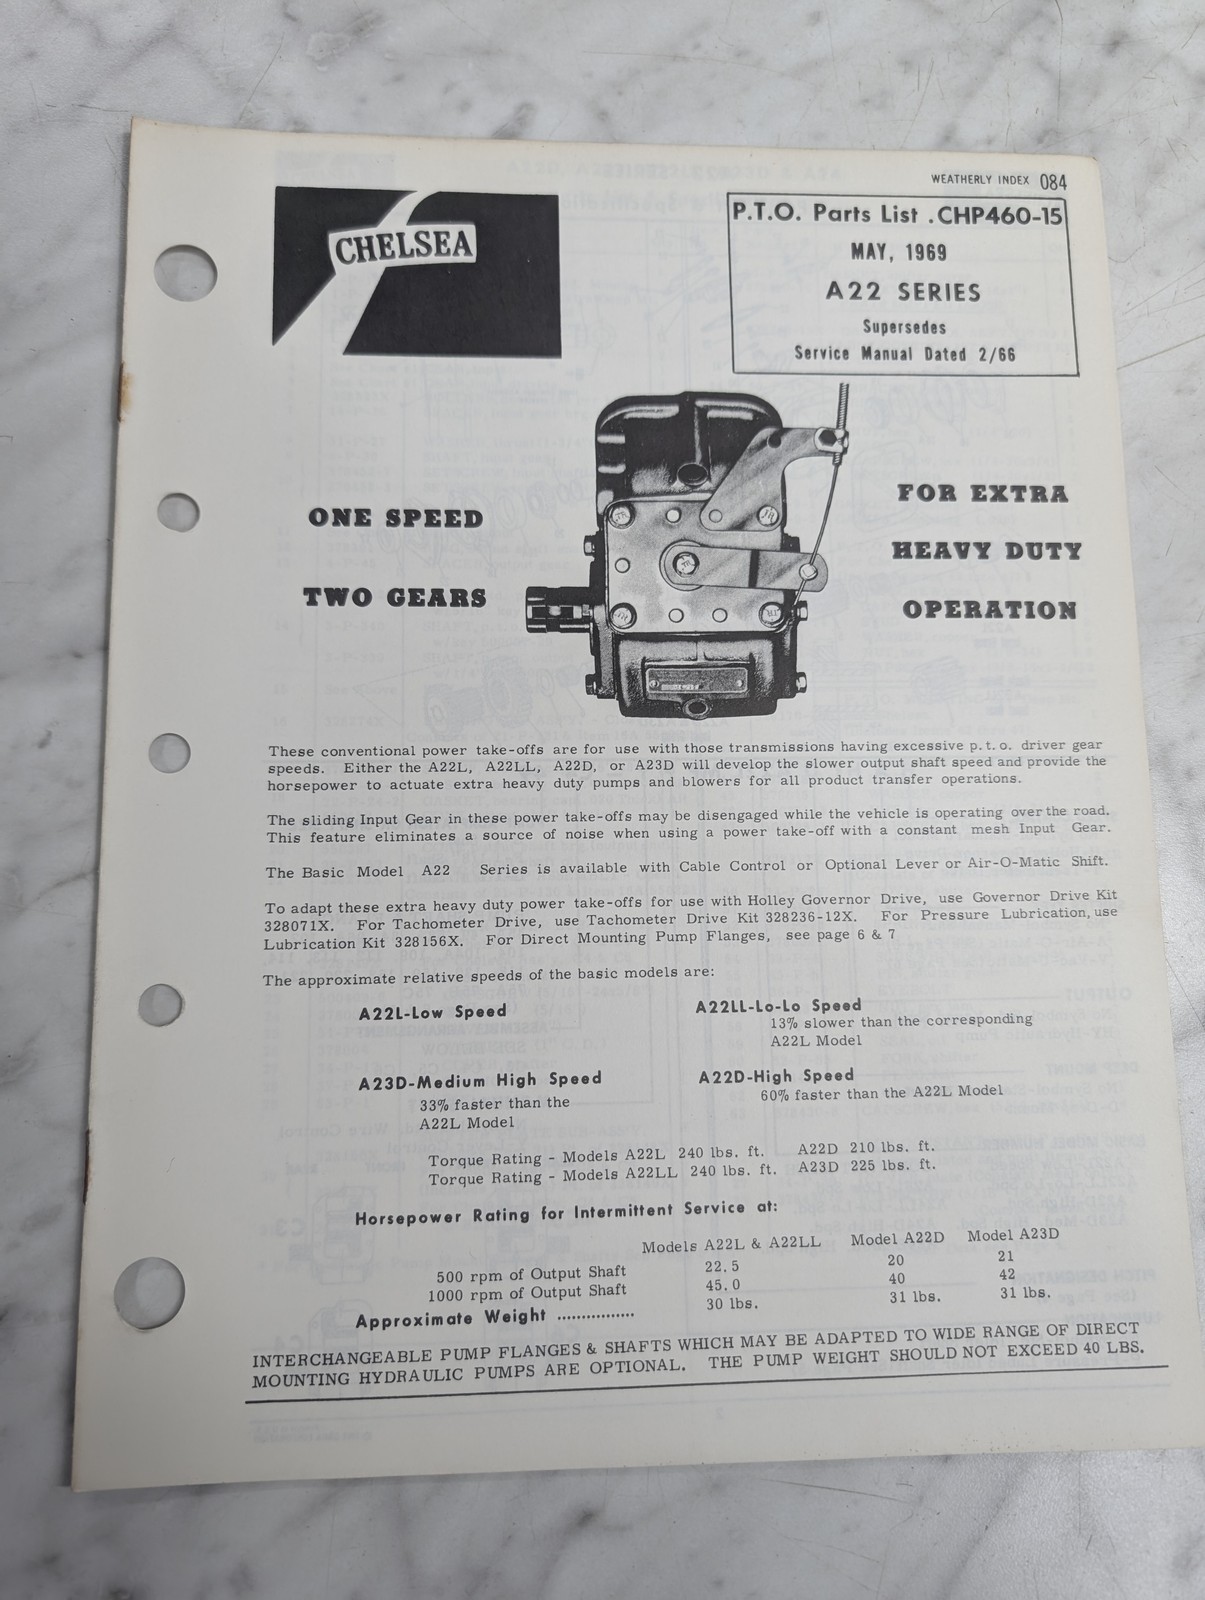 WEATHERLY INDEX 084
CHELSEA
P.T.O. Parts List .CHP460-15
MAY, 1969
A22 SERIES
Supersedes
Service Manual Dated 2/66
ONE SPEED
TWO GEARS
FOR EXTRA
HEAVY DUTY
OPERATION
These conventional power take-offs are for use with those transmissions having excessive p.t.o. driver gear
speeds. Either the A22L, A22LL, A22D, or A23D will develop the slower output shaft speed and provide the
horsepower to actuate extra heavy duty pumps and blowers for all product transfer operations.
The sliding Input Gear in these power take-offs may be disengaged while the vehicle is operating over the road.
This feature eliminates a source of noise when using a power take-off with a constant mesh Input Gear.
The Basic Model A22 Series is available with Cable Control or Optional Lever or Air-O-Matic Shift.
To adapt these extra heavy duty power take-offs for use with Holley Governor Drive, use Governor Drive Kit
328071X. For Tachometer Drive, use Tachometer Drive Kit 328236-12X. For Pressure Lubrication, use
Lubrication Kit 328156X. For Direct Mounting Pump Flanges, see page 6 & 7
The approximate relative speeds of the basic models are:
A22L-Low Speed
A22LL-Lo-Lo Speed
13% slower than the corresponding
A22L Model
A23D-Medium High Speed
33% faster than the
A22L Model
A22D-High Speed
60% faster than the A22L Model
Torque Rating - Models A22L 240 lbs. ft. A22D 210 lbs. ft.
Torque Rating - Models A22LL 240 lbs. ft. A23D 225 lbs. ft.
Horsepower Rating for Intermittent Service at:
Models A22L & A22LL Model A22D Model A23D
500 rpm of Output Shaft 22.5 20 21
1000 rpm of Output Shaft 45.0 40 42
Approximate Weight ................ 30 lbs. 31 lbs. 31 lbs.
INTERCHANGEABLE PUMP FLANGES & SHAFTS WHICH MAY BE ADAPTED TO WIDE RANGE OF DIRECT
MOUNTING HYDRAULIC PUMPS ARE OPTIONAL. THE PUMP WEIGHT SHOULD NOT EXCEED 40 LBS.